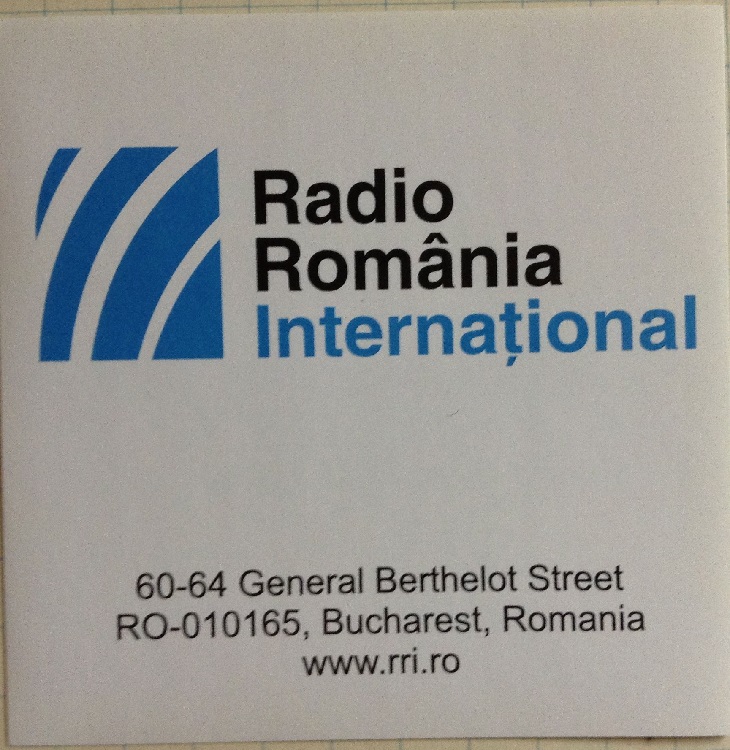 Radio
România
Internațional
60-64 General Berthelot Street
RO-010165, Bucharest, Romania
www.rri.ro